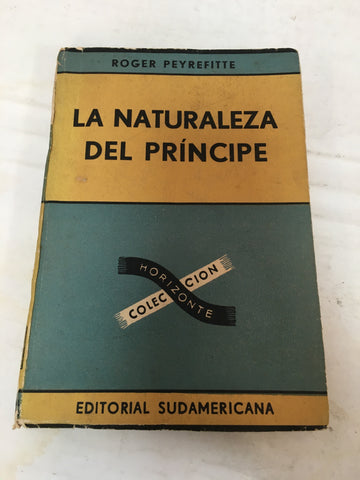 ROGER PEYREFITTE
LA NATURALEZA
DEL PRÍNCIPE
COLECCION
HORIZONTE
EDITORIAL SUDAMERICANA